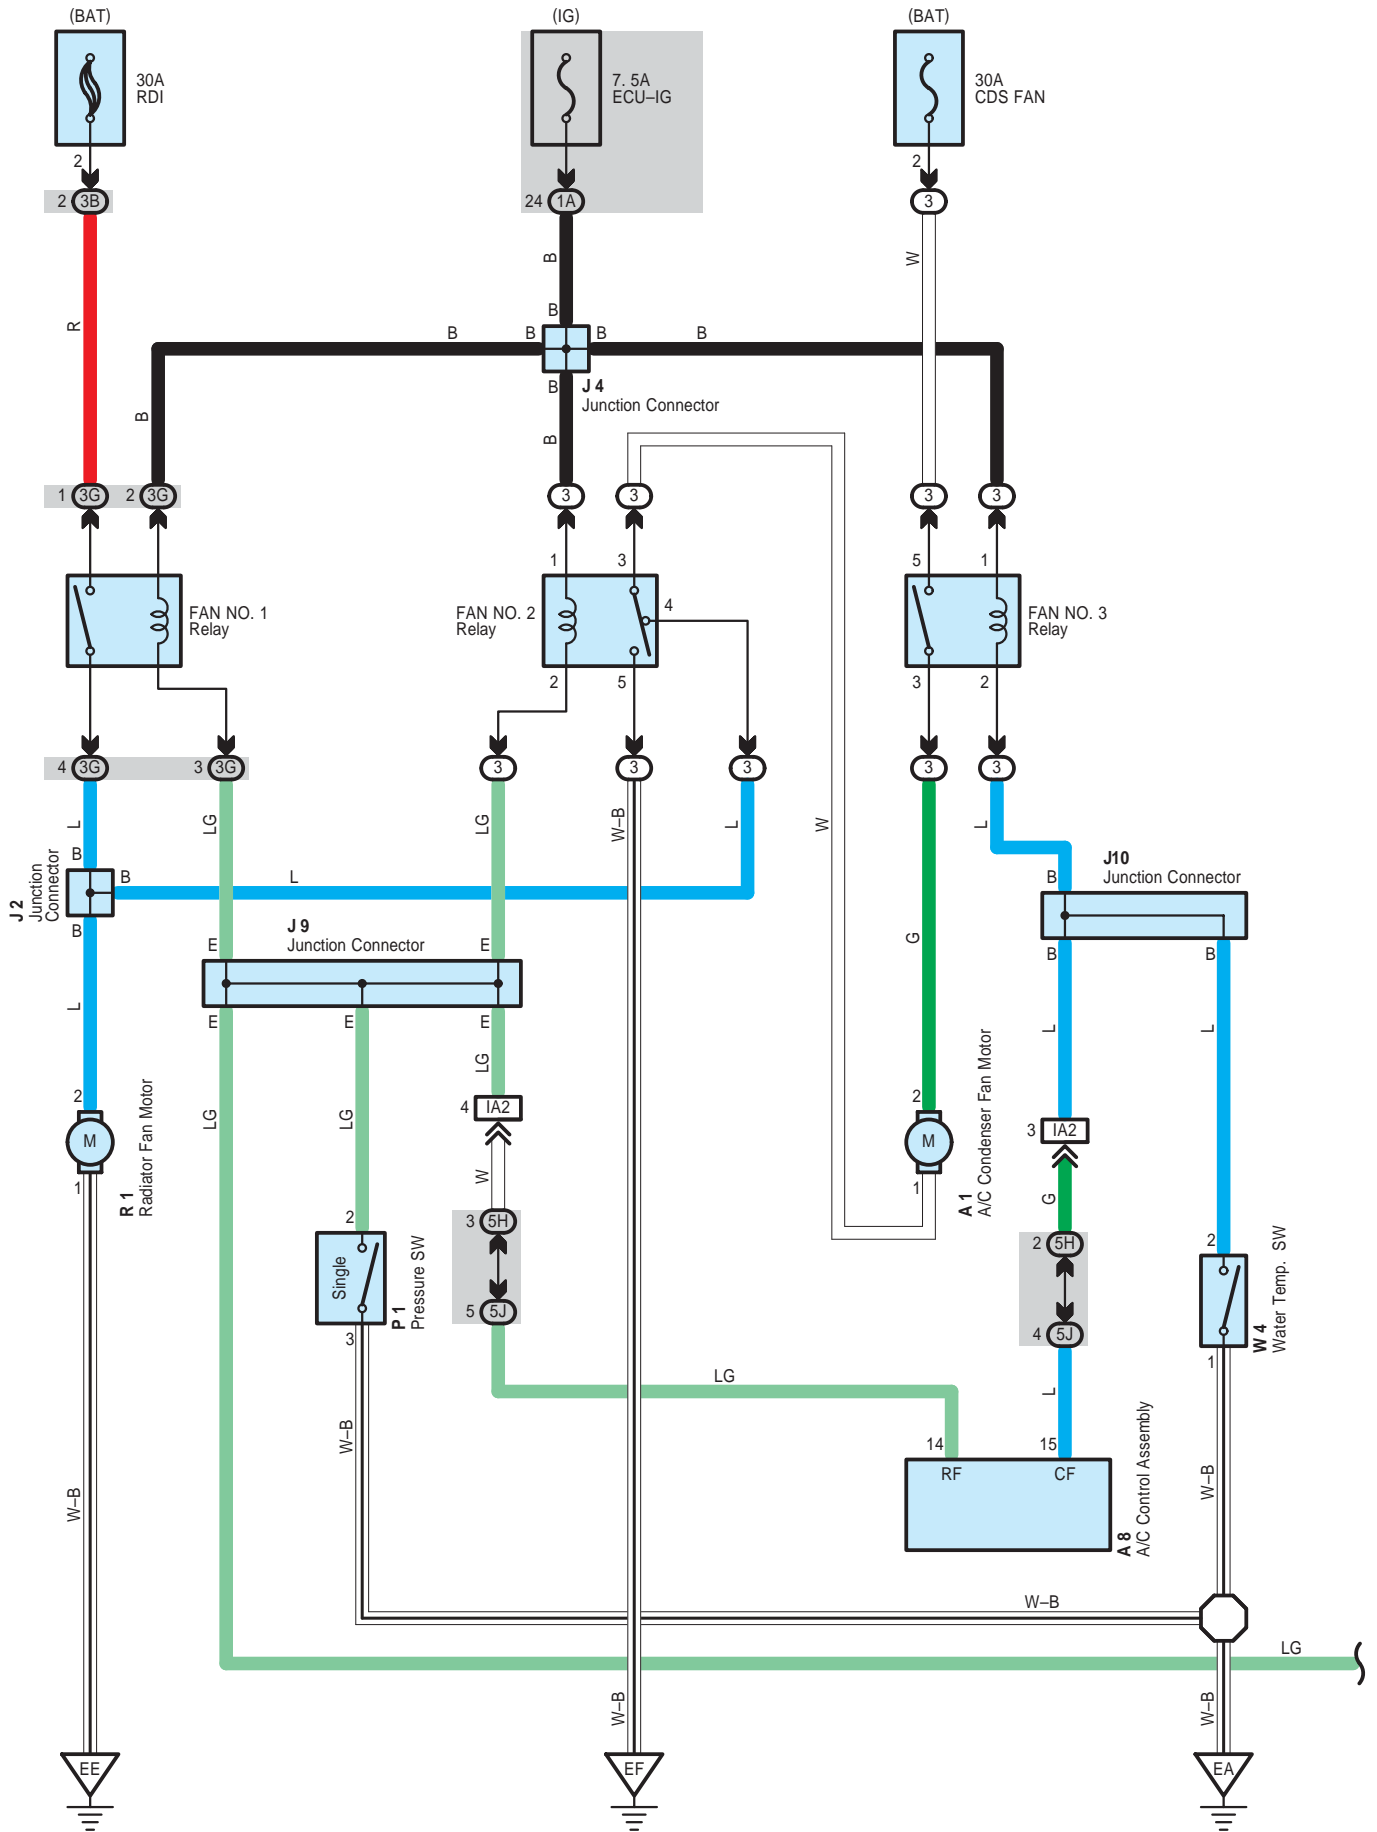 (BAT)
(IG)
(BAT)
30A
RDI
7. 5A
ECU–IG
30A
CDS FAN
2
2
2 3B
24 1A
3
B
W
B
R
B
B
B
B
B
J 4
Junction Connector
B
B
1 3G
2 3G
3
3
3
3
1
3
5
1
FAN NO. 1
Relay
FAN NO. 2
Relay
4
FAN NO. 3
Relay
2
5
3
2
4 3G
3 3G
3
3
3
3
3
L
LG
LG
W–B
L
W
L
B
J10
Junction Connector
B
L
B
J 2
Junction
Connector
B
J 9
Junction Connector
E
E
G
B
B
E
E
E
L
LG
L
L
4 IA2
2
R 1
Radiator Fan Motor
M
1
LG
LG
W
2
M
1
A 1
A/C Condenser Fan Motor
3 IA2
G
2
Single
3
P 1
Pressure SW
3 5H
5 5J
2 5H
4 5J
2
W 4
Water Temp. SW
1
LG
L
W–B
14
15
RF
CF
A 8
A/C Control Assembly
W–B
W–B
W–B
LG
W–B
W–B
EE
EF
EA